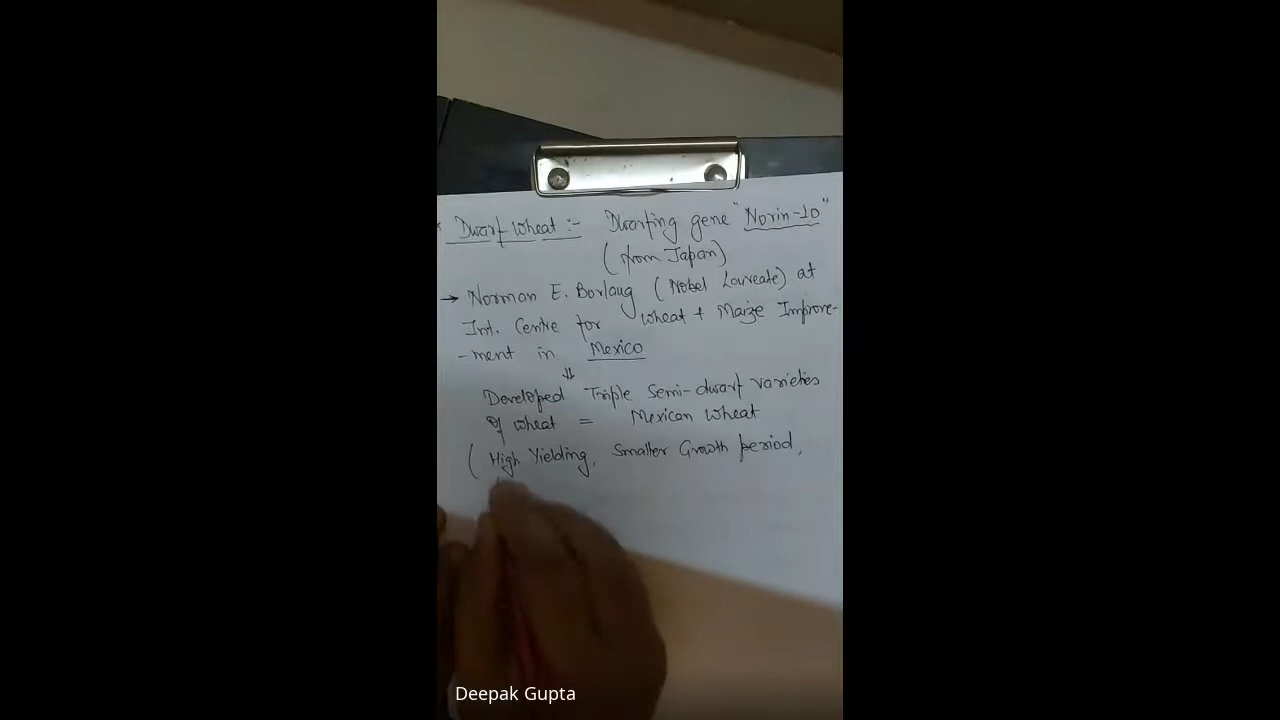 * Dwarf wheat :- Dwarfing gene "Norin-10"
(from Japan)
→ Norman E. Borlaug (Nobel Laureate) at
Int. Centre for wheat + Maize Improve-
-ment in Mexico
⇓
Developed Triple Semi-dwarf varieties
of wheat = Mexican wheat
( High Yielding, Smaller Growth period,
Deepak Gupta